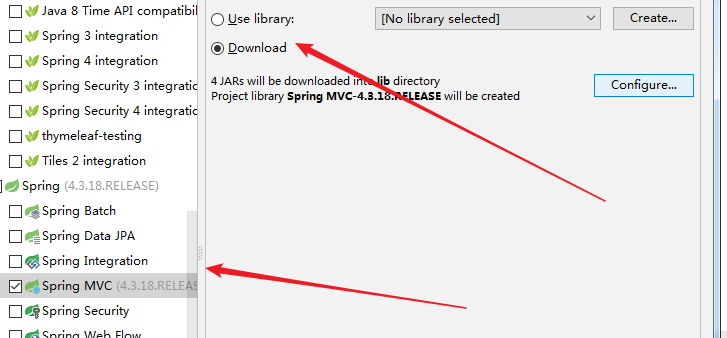 Java 8 Time API compatibil
Spring 3 integration
Spring 4 integration
Spring Security 3 integration
Spring Security 4 integration
thymeleaf-testing
Tiles 2 integration
Spring (4.3.18.RELEASE)
Spring Batch
Spring Data JPA
Spring Integration
Spring MVC (4.3.18.RELEAS
Spring Security
Spring Web Flow
Use library:
[No library selected]
Create...
Download
4 JARs will be downloaded into lib directory
Project library Spring MVC-4.3.18.RELEASE will be created
Configure...